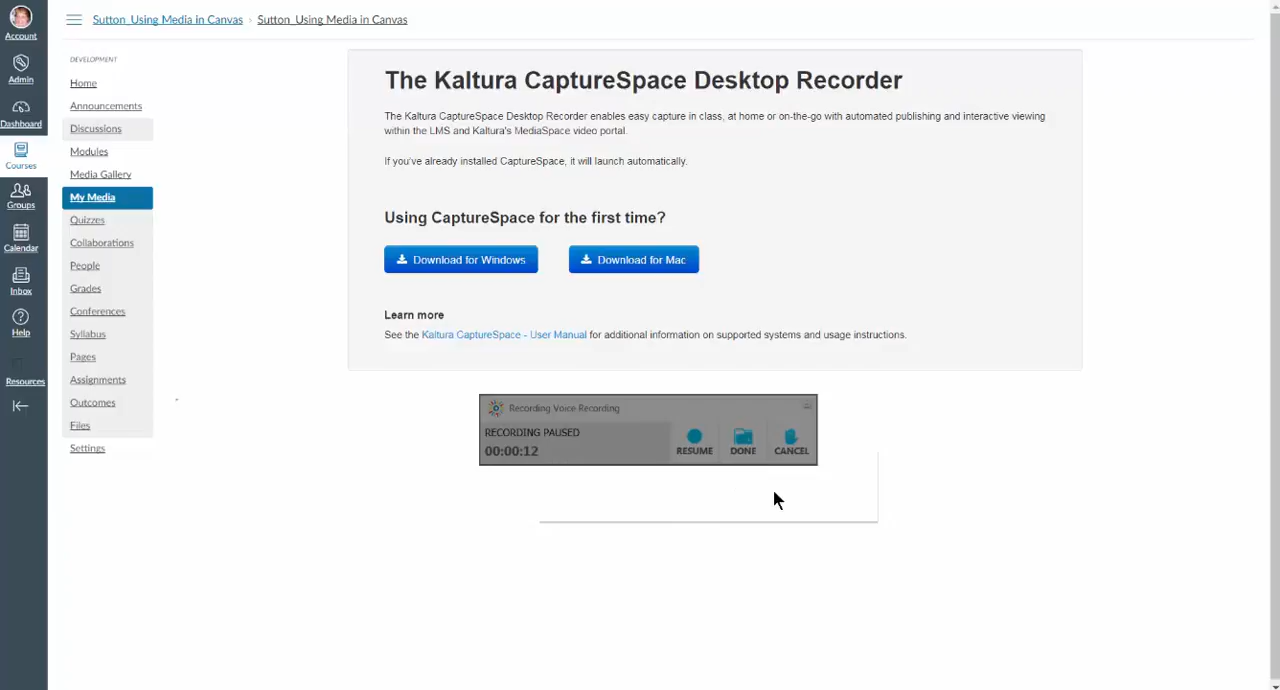 Account
Admin
Dashboard
Courses
Groups
Calendar
Inbox
Help
Resources
Sutton_Using Media in Canvas › Sutton_Using Media in Canvas
DEVELOPMENT
Home
Announcements
Discussions
Modules
Media Gallery
My Media
Quizzes
Collaborations
People
Grades
Conferences
Syllabus
Pages
Assignments
Outcomes
Files
Settings
The Kaltura CaptureSpace Desktop Recorder
The Kaltura CaptureSpace Desktop Recorder enables easy capture in class, at home or on-the-go with automated publishing and interactive viewing
within the LMS and Kaltura's MediaSpace video portal.
If you've already installed CaptureSpace, it will launch automatically.
Using CaptureSpace for the first time?
Download for Windows
Download for Mac
Learn more
See the Kaltura CaptureSpace - User Manual for additional information on supported systems and usage instructions.
Recording Voice Recording
RECORDING PAUSED
00:00:12
RESUME
DONE
CANCEL